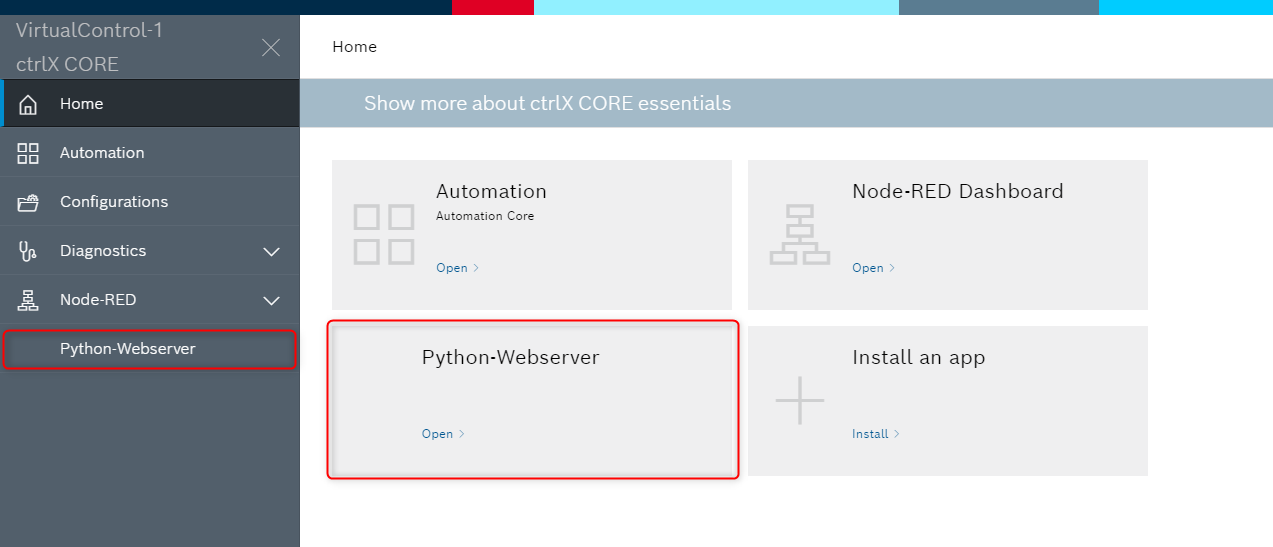 VirtualControl-1
ctrlX CORE
Home
Automation
Configurations
Diagnostics
Node-RED
Python-Webserver
Home
Show more about ctrlX CORE essentials
Automation
Automation Core
Open
Node-RED Dashboard
Open
Python-Webserver
Open
Install an app
Install